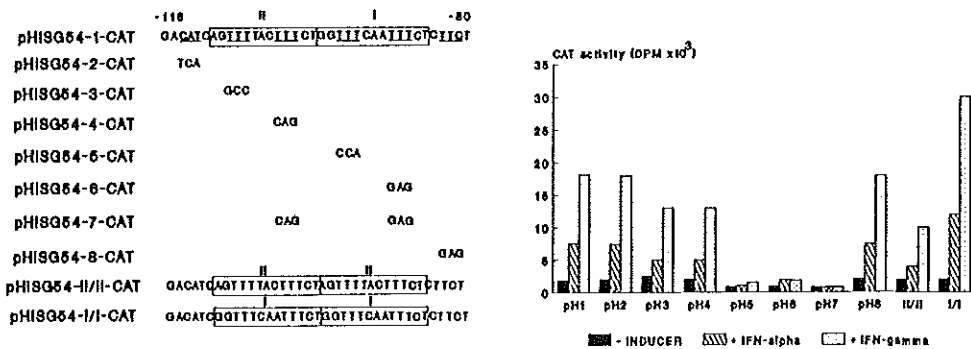 -116 II I -80
pHISG54-1-CAT GACATCAGTTTTACTTTCTGGTTTCAATTTCTCTTCT
pHISG54-2-CAT TCA
pHISG54-3-CAT GCC
pHISG54-4-CAT CAG
pHISG54-5-CAT CCA
pHISG54-6-CAT GAG
pHISG54-7-CAT CAG GAG
pHISG54-8-CAT GAG
II II
pHISG54-II/II-CAT GACATCAGTTTTACTTTCTAGTTTTACTTTCTCTTCT
I I
pHISG54-I/I-CAT GACATCGGTTTCAATTTCTGGTTTCAATTTCTCTTCT
CAT activity (DPM x10³)
35
30
25
20
15
10
5
0
pH1 pH2 pH3 pH4 pH5 pH6 pH7 pH8 II/II I/I
- INDUCER + IFN-alpha + IFN-gamma